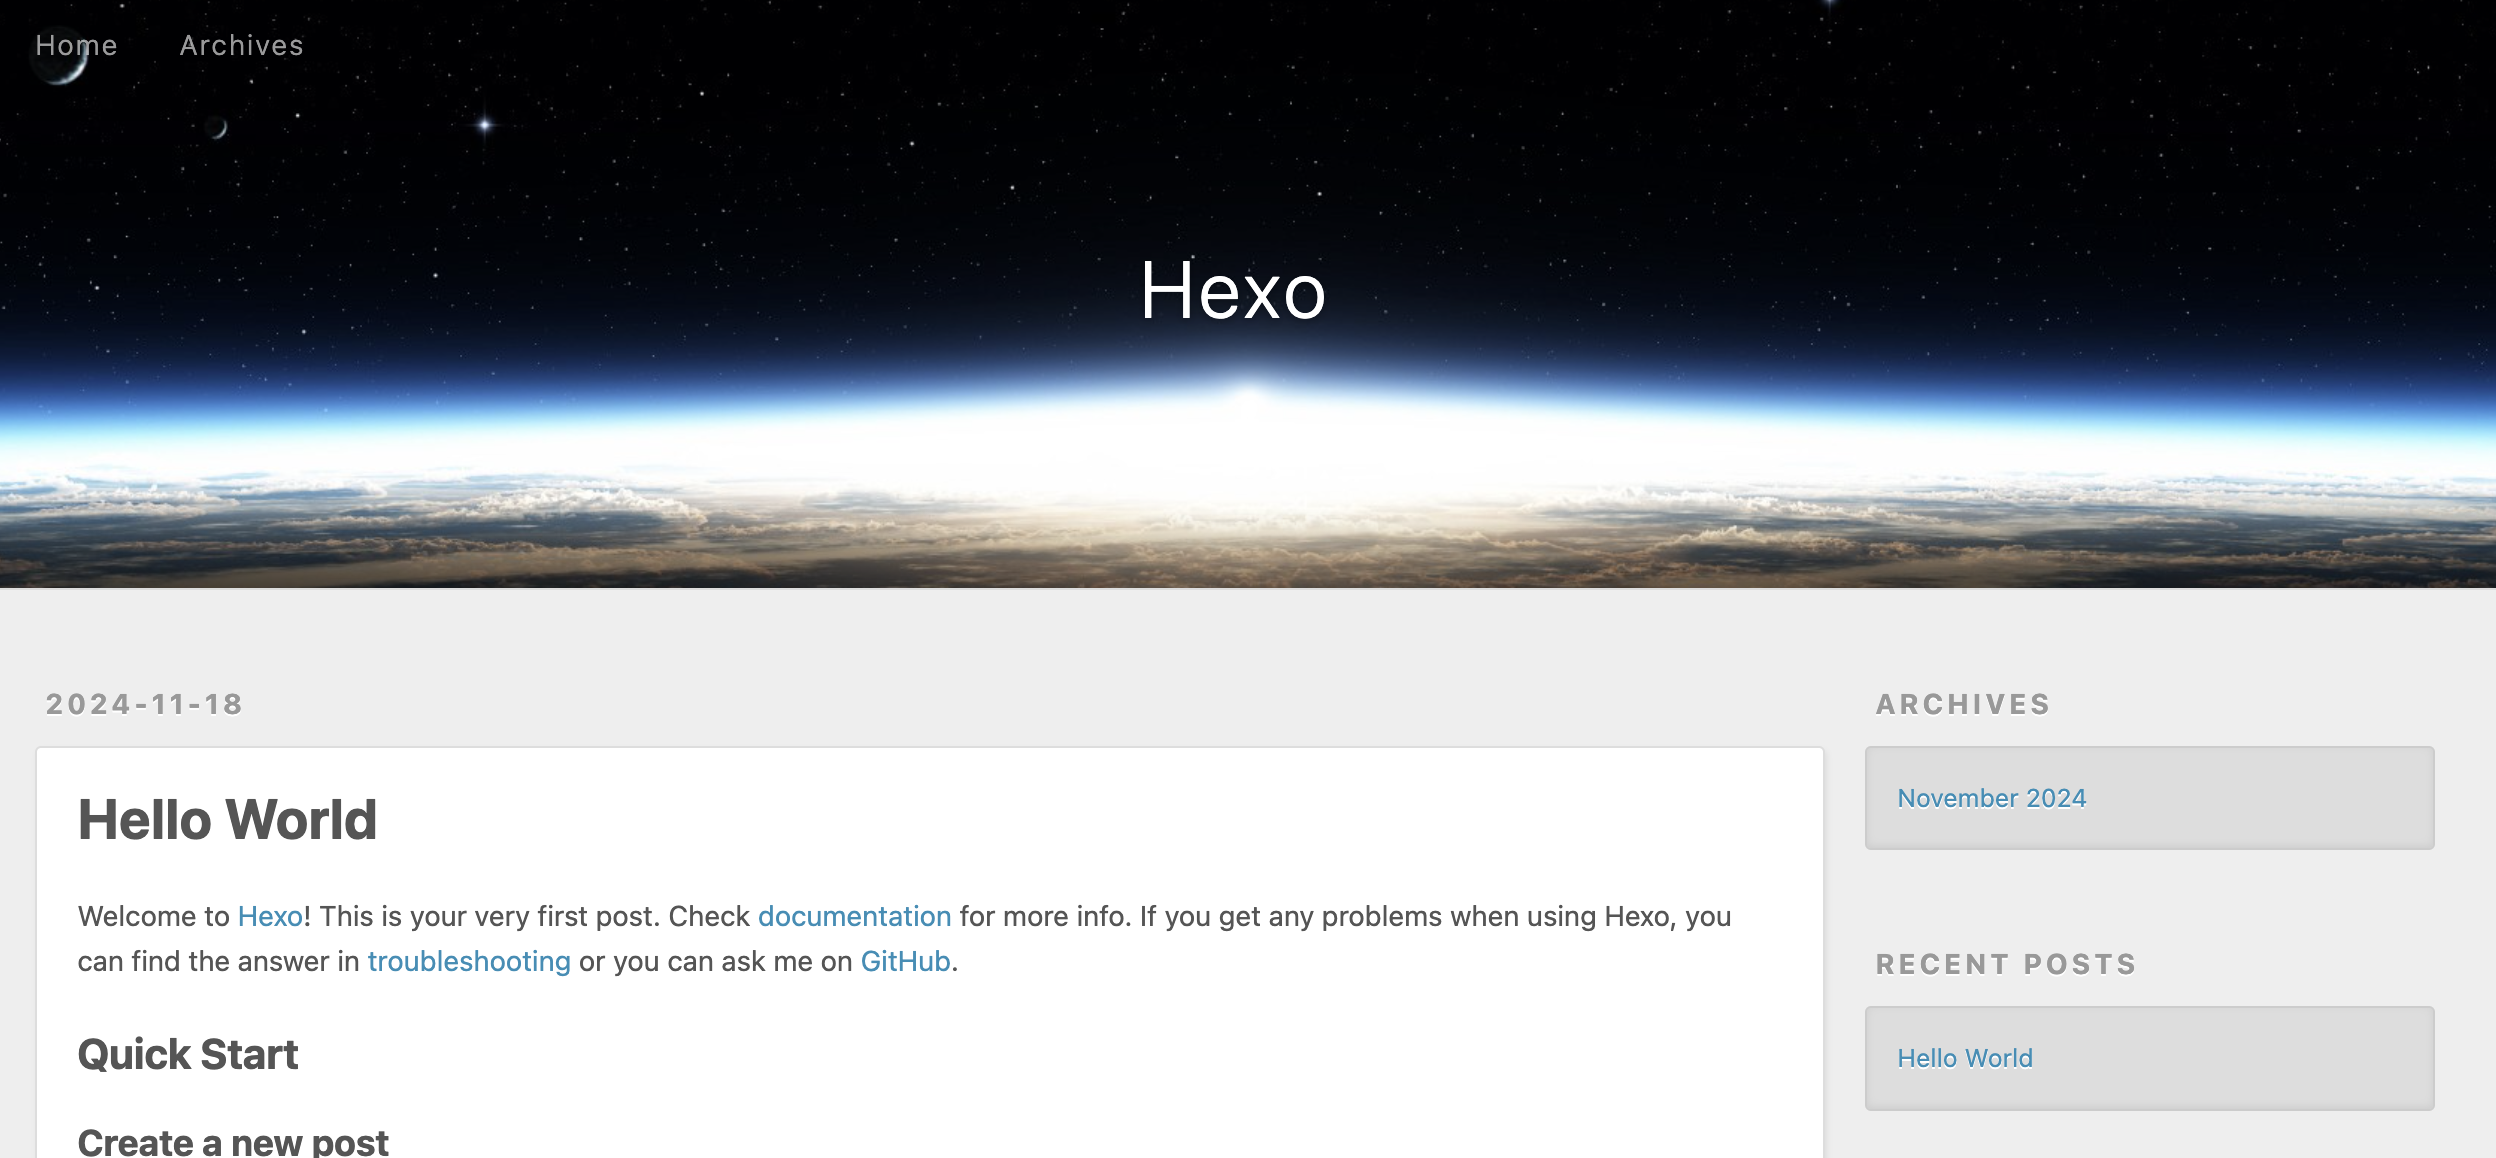 Home Archives
Hexo
2024-11-18
Hello World
Welcome to Hexo! This is your very first post. Check documentation for more info. If you get any problems when using Hexo, you
can find the answer in troubleshooting or you can ask me on GitHub.
Quick Start
Create a new post
ARCHIVES
November 2024
RECENT POSTS
Hello World